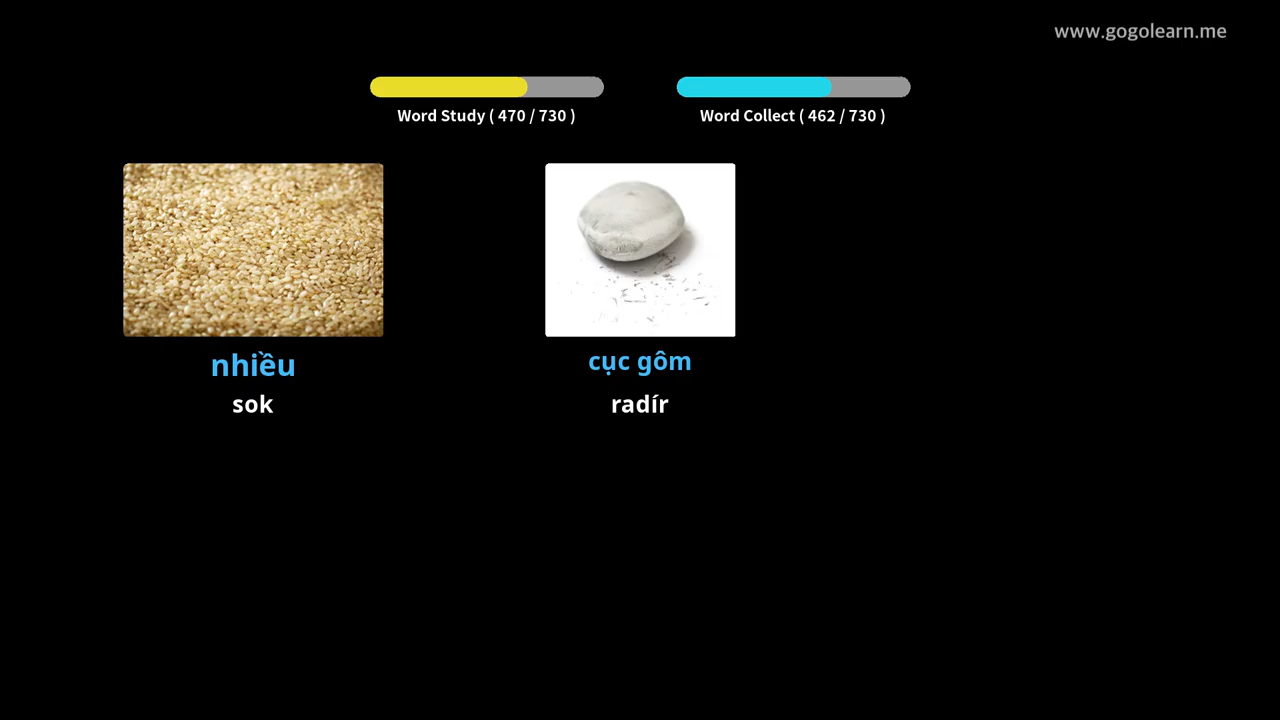 www.gogolearn.me
Word Study ( 470 / 730 )
Word Collect ( 462 / 730 )
nhiều
sok
cục gôm
radír